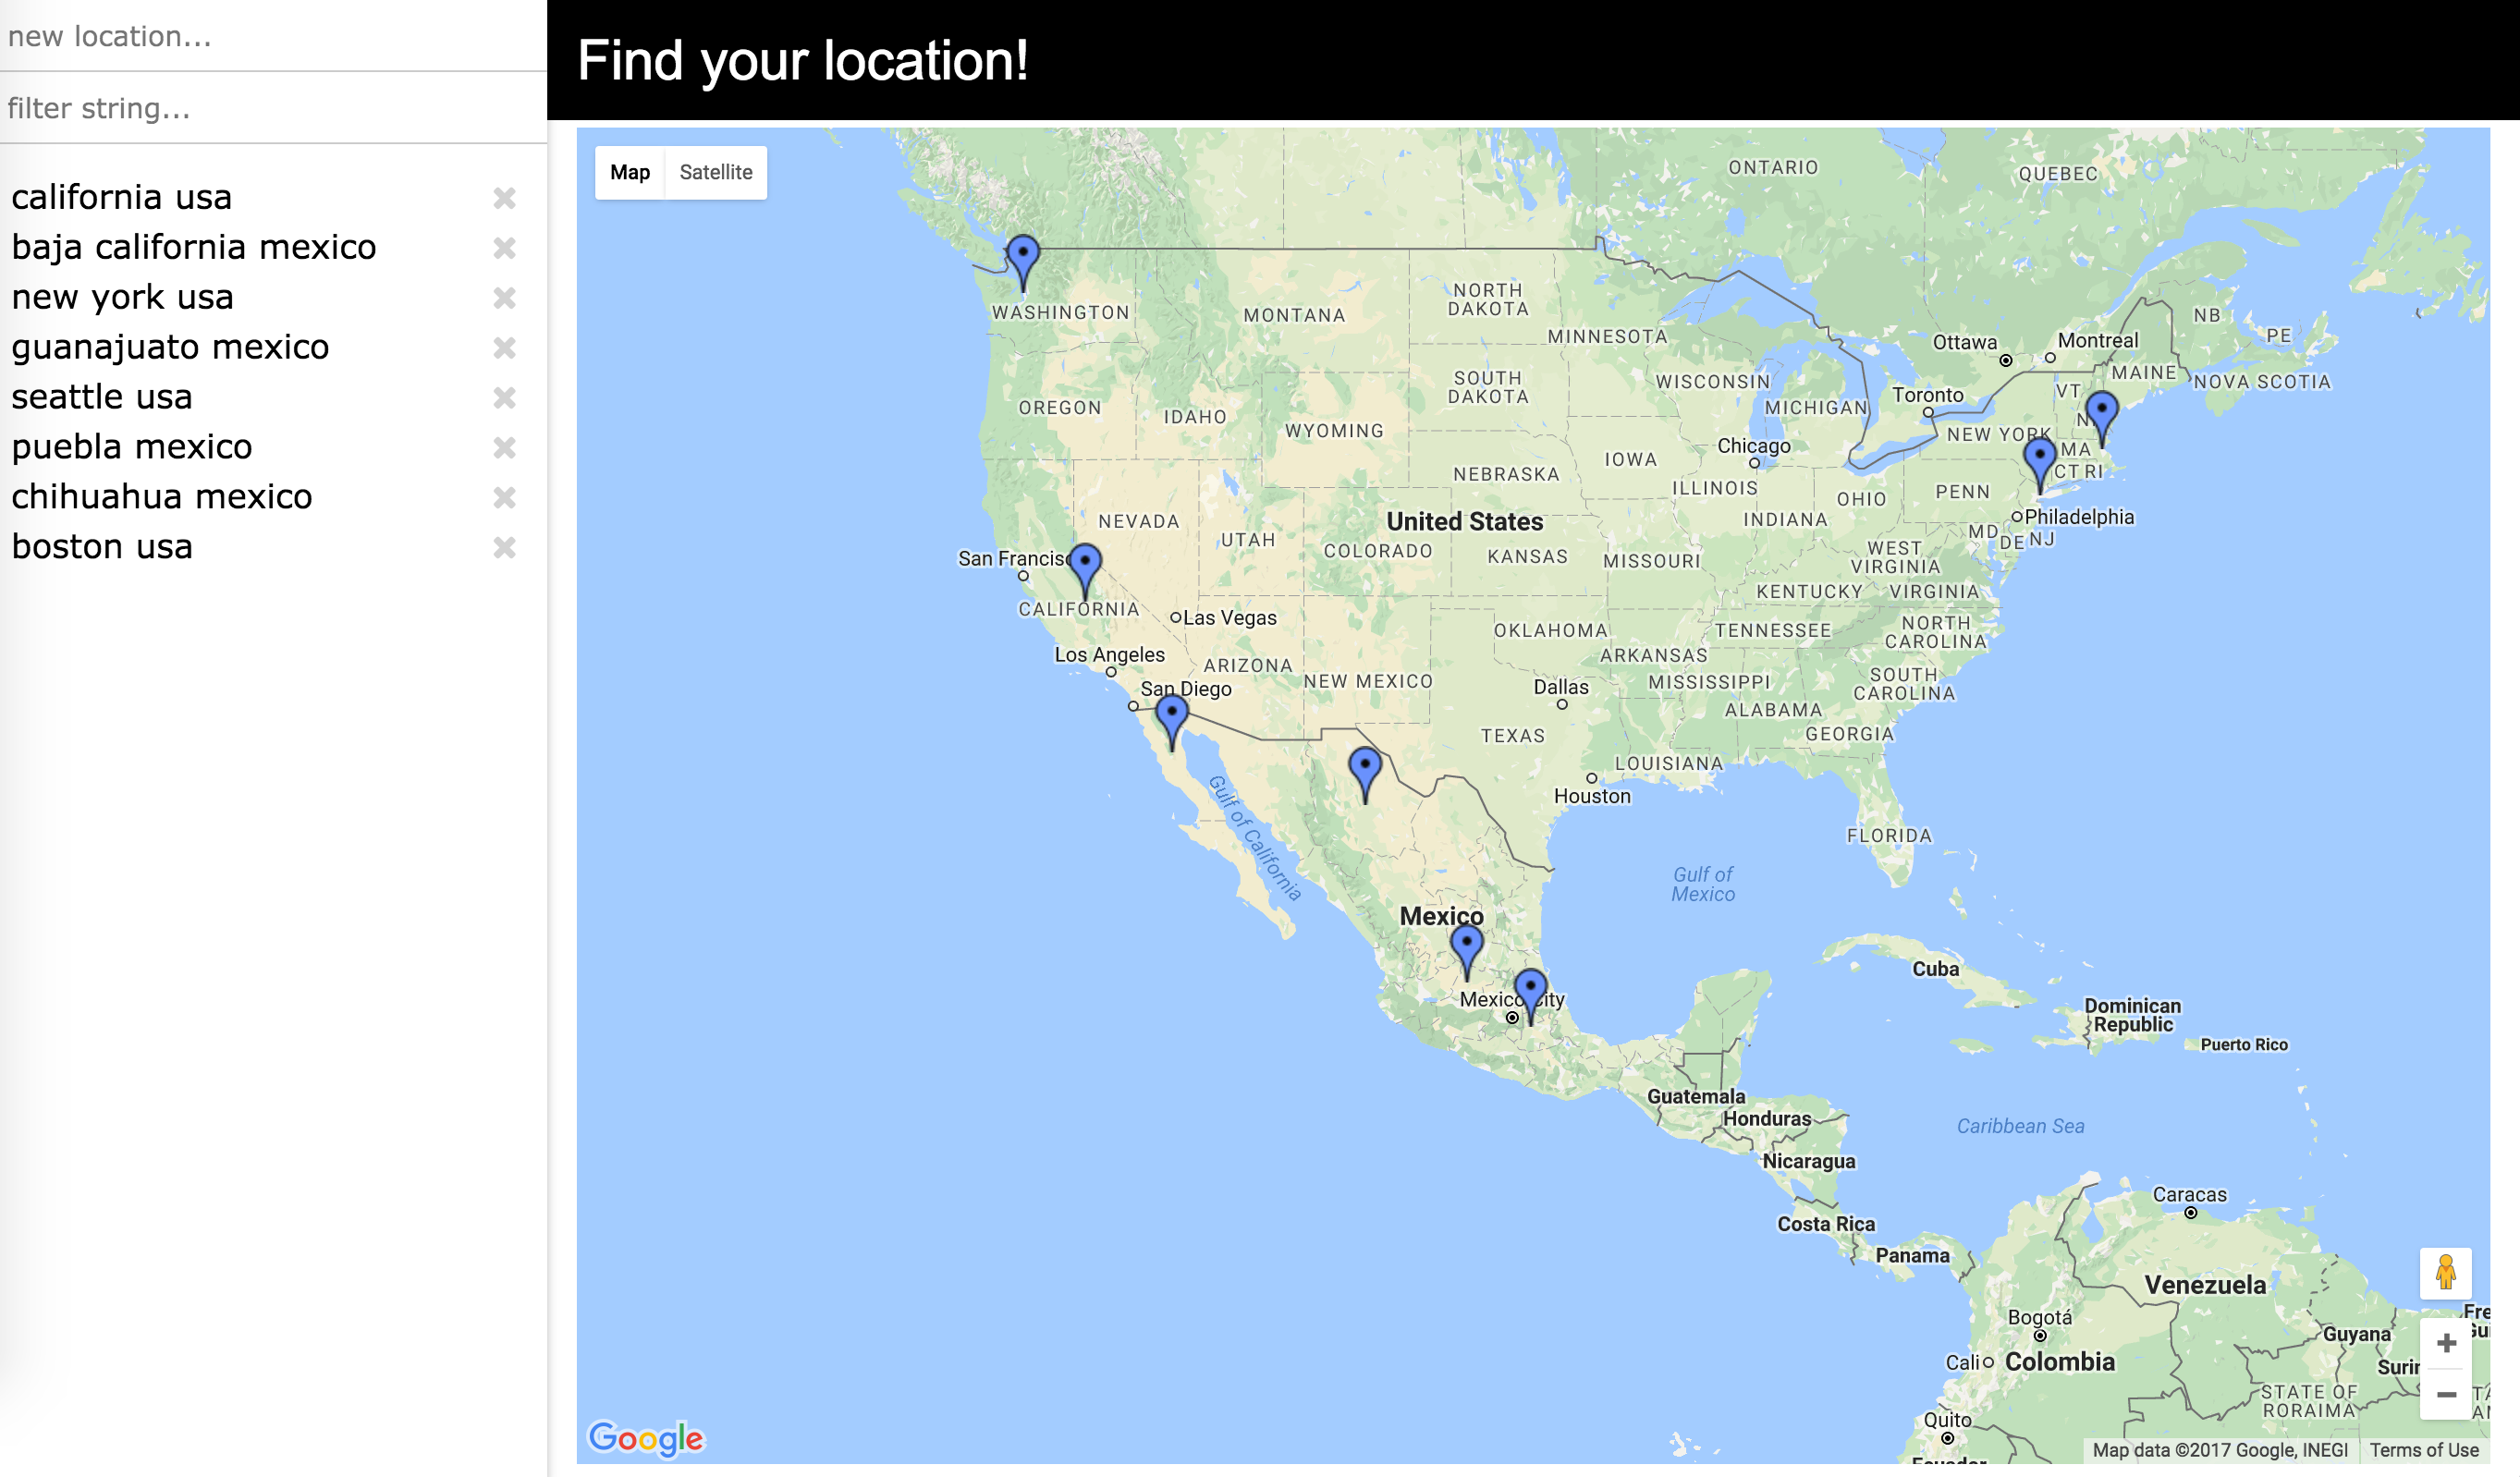 new location...
filter string...
california usa
baja california mexico
new york usa
guanajuato mexico
seattle usa
puebla mexico
chihuahua mexico
boston usa
Find your location!
Map
Satellite
ONTARIO
QUEBEC
WASHINGTON
MONTANA
NORTH
DAKOTA
MINNESOTA
Ottawa
Montreal
NB
PE
MAINE
NOVA SCOTIA
OREGON
IDAHO
WYOMING
SOUTH
DAKOTA
WISCONSIN
MICHIGAN
Toronto
VT
NEW YORK
MA
CT RI
Chicago
IOWA
NEBRASKA
ILLINOIS
INDIANA
OHIO
PENN
Philadelphia
MD
DE
NJ
NEVADA
UTAH
COLORADO
United States
KANSAS
MISSOURI
WEST
VIRGINIA
KENTUCKY
VIRGINIA
San Francisc
CALIFORNIA
Las Vegas
Los Angeles
San Diego
ARIZONA
NEW MEXICO
OKLAHOMA
ARKANSAS
TENNESSEE
NORTH
CAROLINA
SOUTH
CAROLINA
MISSISSIPPI
ALABAMA
GEORGIA
Dallas
TEXAS
LOUISIANA
Houston
FLORIDA
Gulf of California
Gulf of
Mexico
Mexico
Mexico City
Cuba
Dominican
Republic
Puerto Rico
Guatemala
Honduras
Nicaragua
Caribbean Sea
Costa Rica
Panama
Caracas
Venezuela
Bogotá
Cali
Colombia
Guyana
Fre
Gu
Surin
STATE OF
RORAIMA
Quito
Ecuador
Google
Map data ©2017 Google, INEGI
Terms of Use